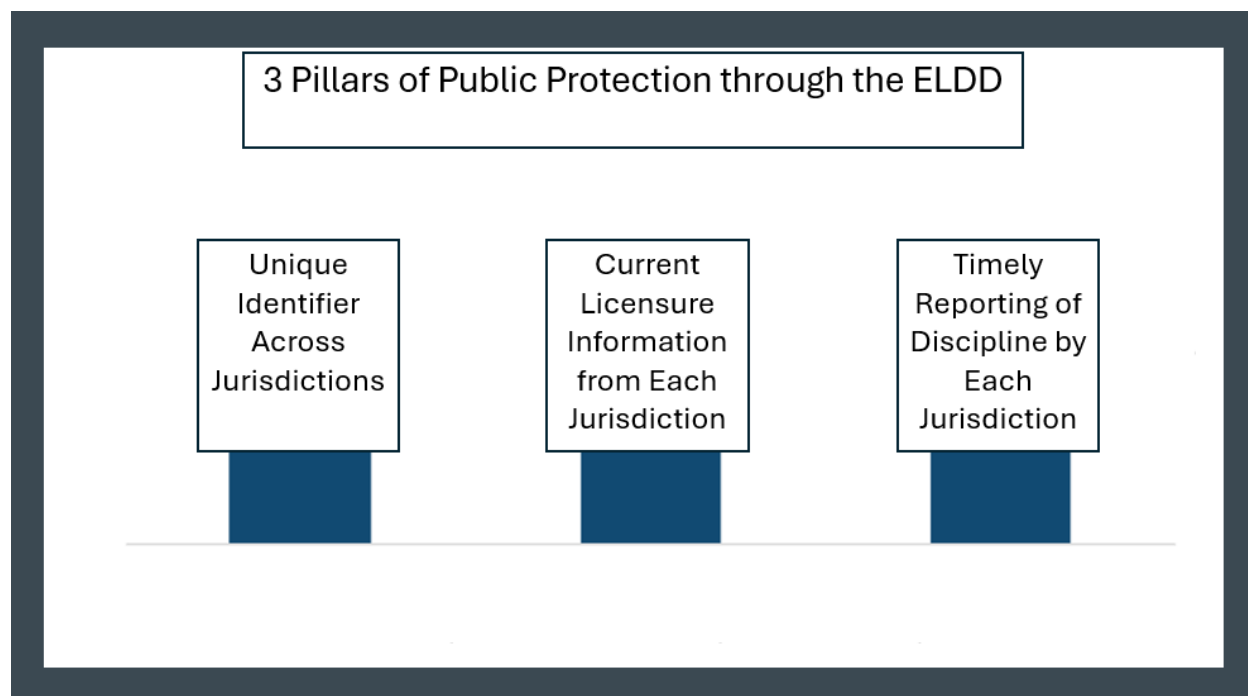 3 Pillars of Public Protection through the ELDD
Unique
Identifier
Across
Jurisdictions
Current
Licensure
Information
from Each
Jurisdiction
Timely
Reporting of
Discipline by
Each
Jurisdiction